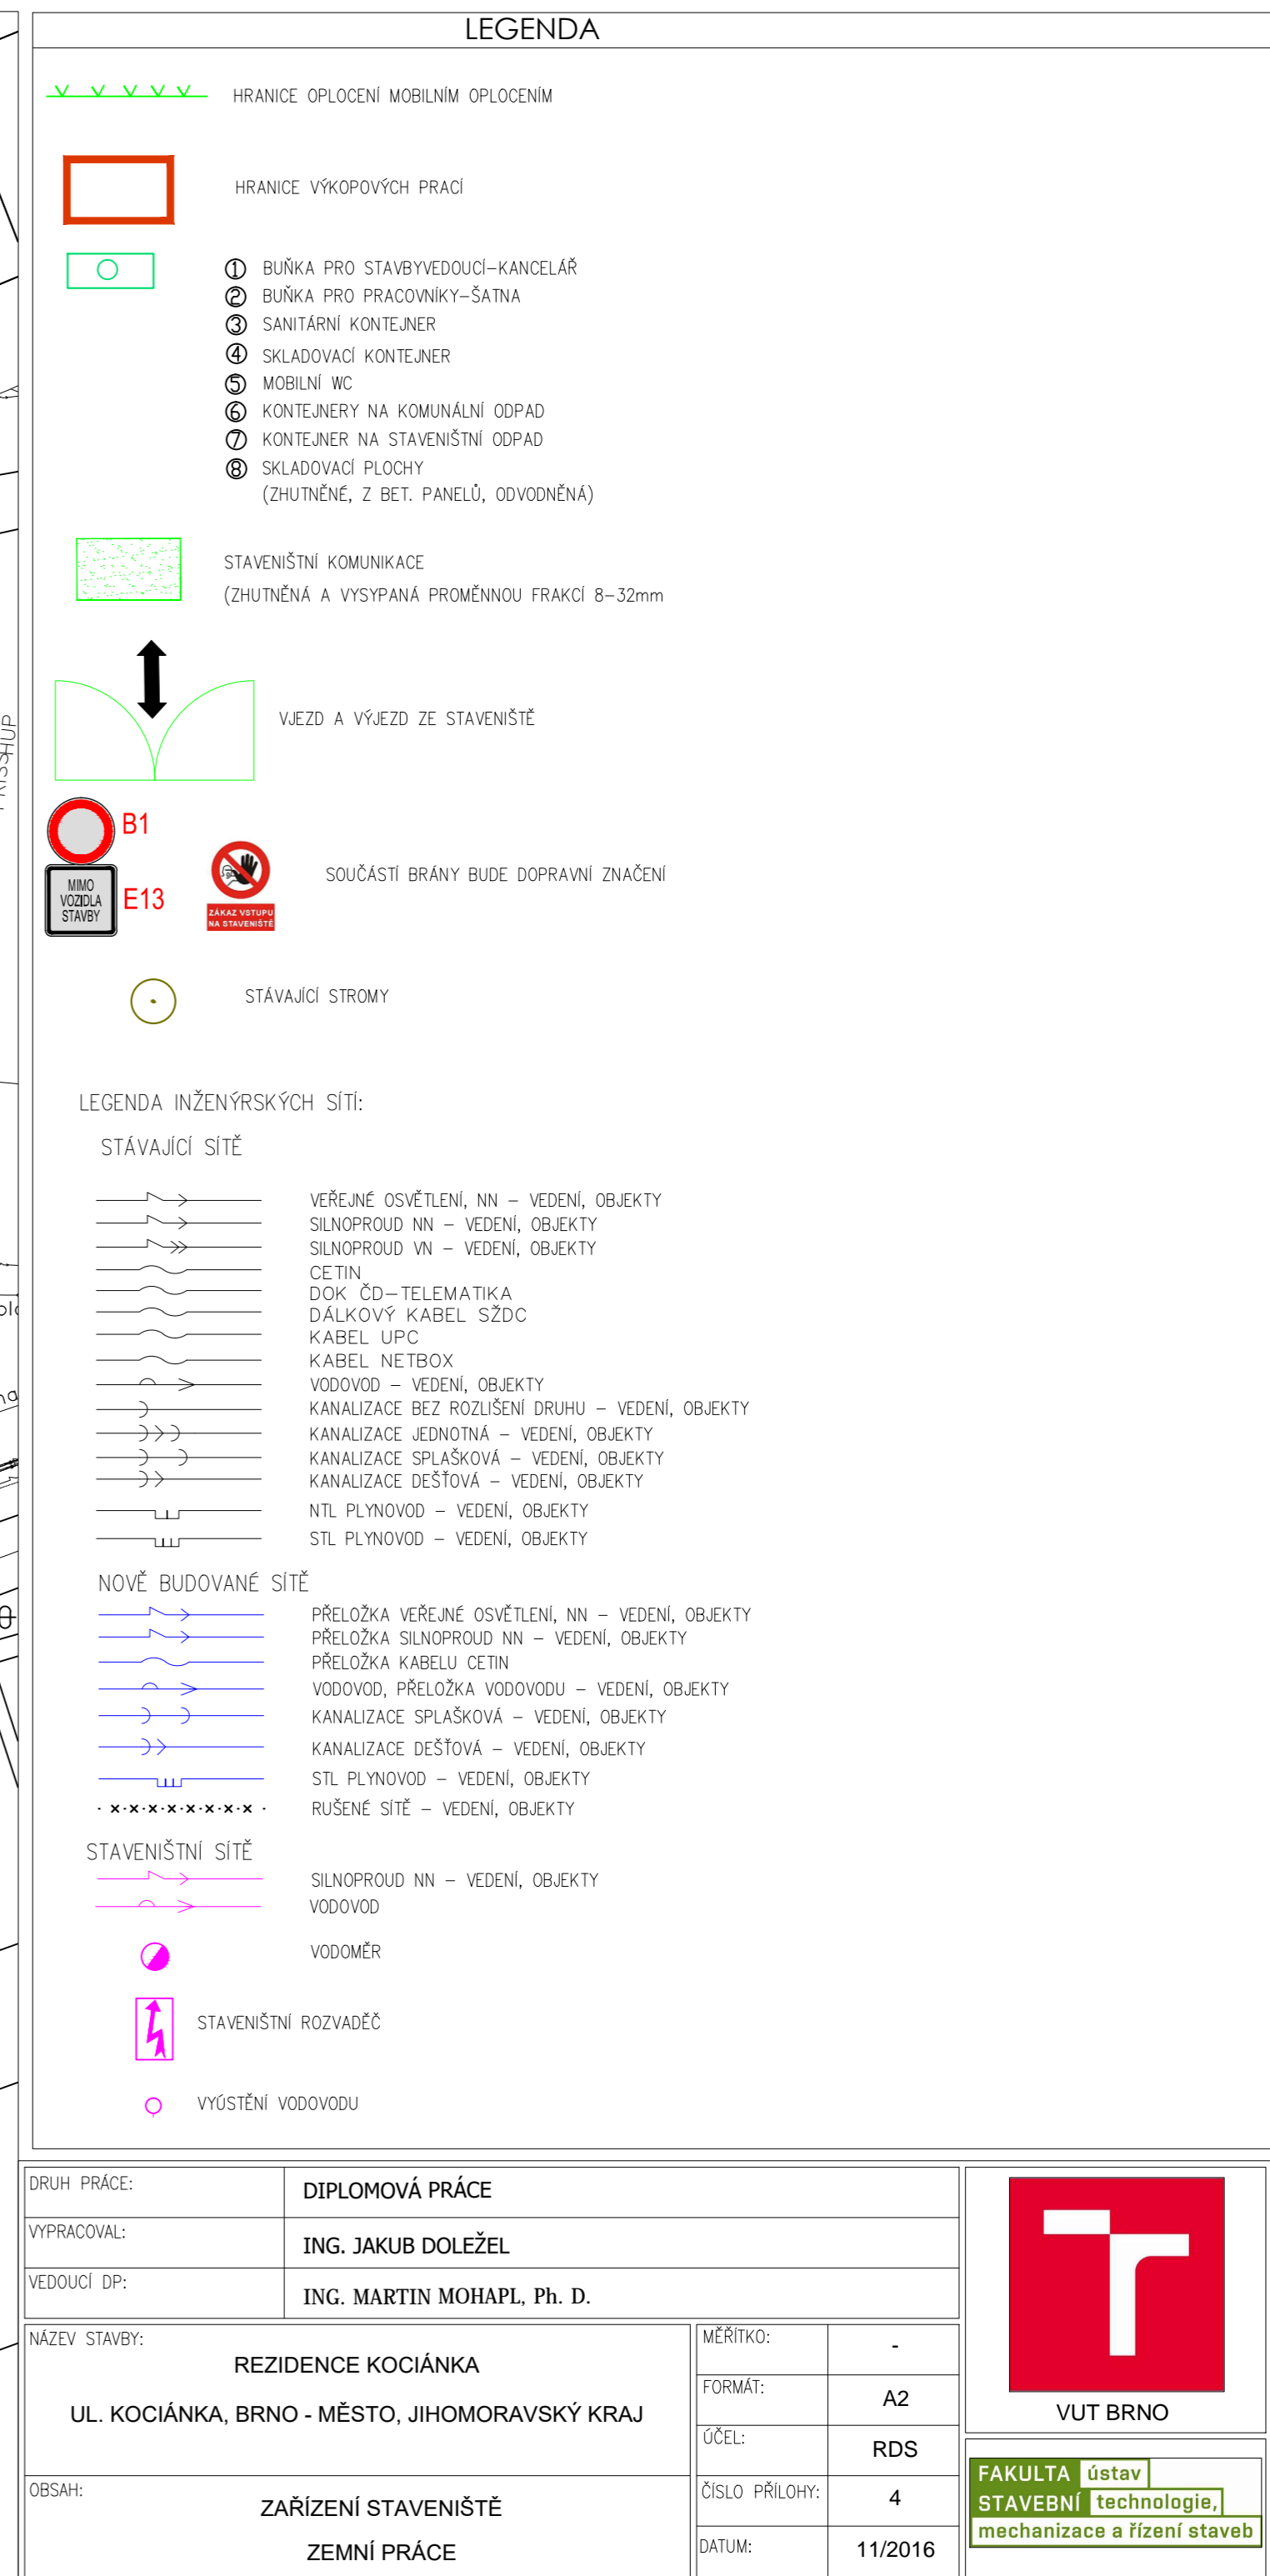 LEGENDA
HRANICE OPLOCENÍ MOBILNÍM OPLOCENÍM
HRANICE VÝKOPOVÝCH PRACÍ
① BUŇKA PRO STAVBYVEDOUCÍ–KANCELÁŘ
② BUŇKA PRO PRACOVNÍKY–ŠATNA
③ SANITÁRNÍ KONTEJNER
④ SKLADOVACÍ KONTEJNER
⑤ MOBILNÍ WC
⑥ KONTEJNERY NA KOMUNÁLNÍ ODPAD
⑦ KONTEJNER NA STAVENIŠTNÍ ODPAD
⑧ SKLADOVACÍ PLOCHY
(ZHUTNĚNÉ, Z BET. PANELŮ, ODVODNĚNÁ)
STAVENIŠTNÍ KOMUNIKACE
(ZHUTNĚNÁ A VYSYPANÁ PROMĚNNOU FRAKCÍ 8–32mm
VJEZD A VÝJEZD ZE STAVENIŠTĚ
B1
MIMO
VOZIDLA
STAVBY
E13
ZÁKAZ VSTUPU
NA STAVENIŠTĚ
SOUČÁSTÍ BRÁNY BUDE DOPRAVNÍ ZNAČENÍ
STÁVAJÍCÍ STROMY
LEGENDA INŽENÝRSKÝCH SÍTÍ:
STÁVAJÍCÍ SÍTĚ
VEŘEJNÉ OSVĚTLENÍ, NN – VEDENÍ, OBJEKTY
SILNOPROUD NN – VEDENÍ, OBJEKTY
SILNOPROUD VN – VEDENÍ, OBJEKTY
CETIN
DOK ČD–TELEMATIKA
DÁLKOVÝ KABEL SŽDC
KABEL UPC
KABEL NETBOX
VODOVOD – VEDENÍ, OBJEKTY
KANALIZACE BEZ ROZLIŠENÍ DRUHU – VEDENÍ, OBJEKTY
KANALIZACE JEDNOTNÁ – VEDENÍ, OBJEKTY
KANALIZACE SPLAŠKOVÁ – VEDENÍ, OBJEKTY
KANALIZACE DEŠŤOVÁ – VEDENÍ, OBJEKTY
NTL PLYNOVOD – VEDENÍ, OBJEKTY
STL PLYNOVOD – VEDENÍ, OBJEKTY
NOVĚ BUDOVANÉ SÍTĚ
PŘELOŽKA VEŘEJNÉ OSVĚTLENÍ, NN – VEDENÍ, OBJEKTY
PŘELOŽKA SILNOPROUD NN – VEDENÍ, OBJEKTY
PŘELOŽKA KABELU CETIN
VODOVOD, PŘELOŽKA VODOVODU – VEDENÍ, OBJEKTY
KANALIZACE SPLAŠKOVÁ – VEDENÍ, OBJEKTY
KANALIZACE DEŠŤOVÁ – VEDENÍ, OBJEKTY
STL PLYNOVOD – VEDENÍ, OBJEKTY
RUŠENÉ SÍTĚ – VEDENÍ, OBJEKTY
STAVENIŠTNÍ SÍTĚ
SILNOPROUD NN – VEDENÍ, OBJEKTY
VODOVOD
VODOMĚR
STAVENIŠTNÍ ROZVADĚČ
VYÚSTĚNÍ VODOVODU
DRUH PRÁCE:
DIPLOMOVÁ PRÁCE
VYPRACOVAL:
ING. JAKUB DOLEŽEL
VEDOUCÍ DP:
ING. MARTIN MOHAPL, Ph. D.
NÁZEV STAVBY:
REZIDENCE KOCIÁNKA
UL. KOCIÁNKA, BRNO - MĚSTO, JIHOMORAVSKÝ KRAJ
OBSAH:
ZAŘÍZENÍ STAVENIŠTĚ
ZEMNÍ PRÁCE
MĚŘÍTKO:
-
FORMÁT:
A2
ÚČEL:
RDS
ČÍSLO PŘÍLOHY:
4
DATUM:
11/2016
VUT BRNO
FAKULTA ústav
STAVEBNÍ technologie,
mechanizace a řízení staveb